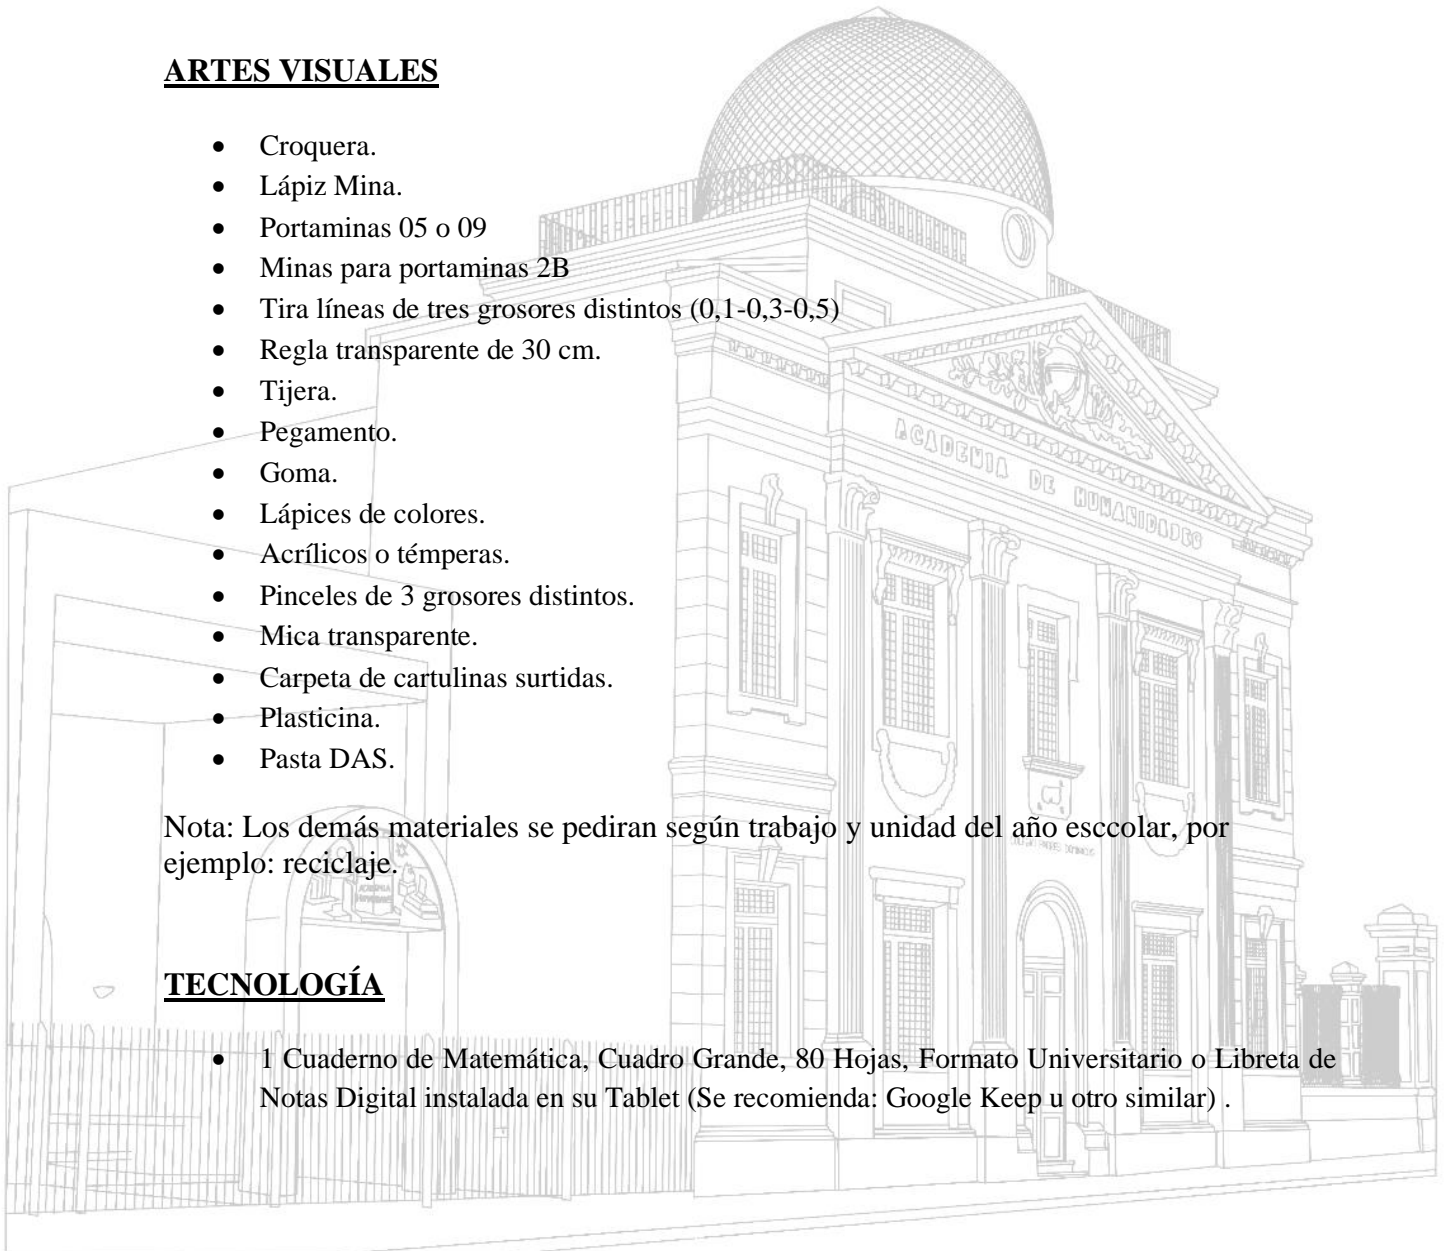 ARTES VISUALES
• Croquera.
• Lápiz Mina.
• Portaminas 05 o 09
• Minas para portaminas 2B
• Tira líneas de tres grosores distintos (0,1-0,3-0,5)
• Regla transparente de 30 cm.
• Tijera.
• Pegamento.
• Goma.
• Lápices de colores.
• Acrílicos o témperas.
• Pinceles de 3 grosores distintos.
• Mica transparente.
• Carpeta de cartulinas surtidas.
• Plasticina.
• Pasta DAS.
ACADEMIA DE HUMANIDADES
Nota: Los demás materiales se pediran según trabajo y unidad del año esccolar, por
ejemplo: reciclaje.
TECNOLOGÍA
• 1 Cuaderno de Matemática, Cuadro Grande, 80 Hojas, Formato Universitario o Libreta de
Notas Digital instalada en su Tablet (Se recomienda: Google Keep u otro similar) .